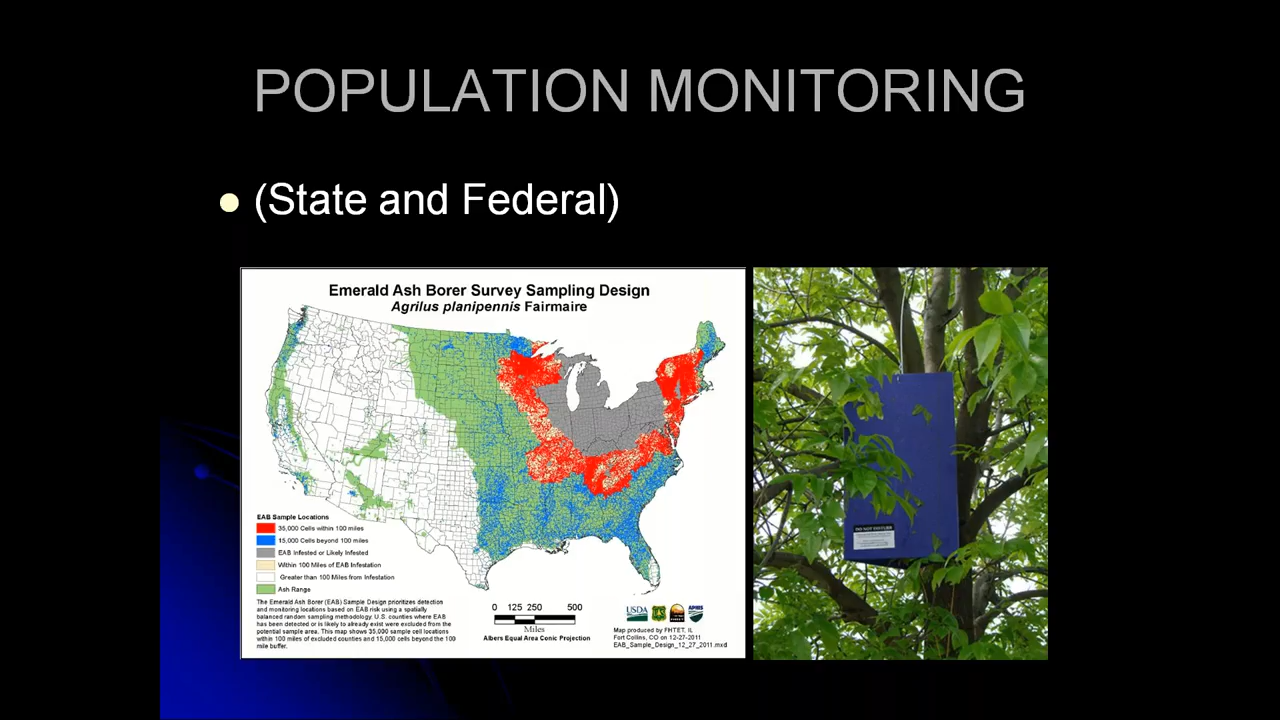 POPULATION MONITORING
(State and Federal)
Emerald Ash Borer Survey Sampling Design
Agrilus planipennis Fairmaire
EAB Sample Locations
35,000 Cells within 100 miles
15,000 Cells beyond 100 miles
EAB Infested or Likely Infested
Within 100 Miles of EAB Infestation
Greater than 100 Miles from Infestation
Ash Range
The Emerald Ash Borer (EAB) Sample Design prioritizes detection
and monitoring locations based on EAB risk using a spatially
balanced random sampling methodology. U.S. counties where EAB
has been detected or is likely to already exist were excluded from the
potential sample area. This map shows 35,000 sample cell locations
within 100 miles of excluded counties and 15,000 cells beyond the 100
mile buffer.
0 125 250 500
Miles
Albers Equal Area Conic Projection
USDA
APHIS
Map produced by FHTET, IL
Fort Collins, CO on 12-27-2011
EAB_Sample_Design_12_27_2011.mxd
DO NOT DISTURB